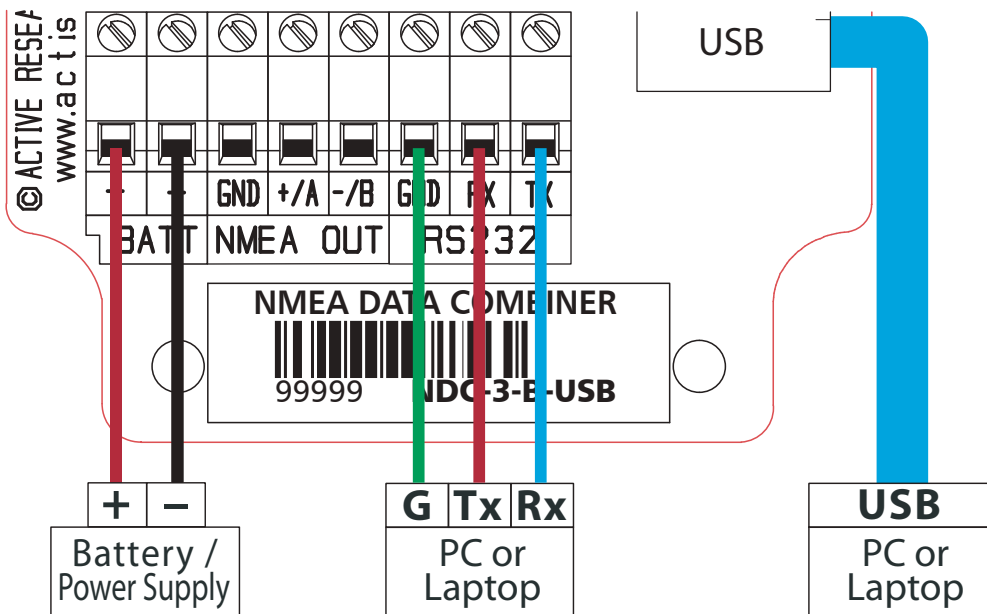 © ACTIVE RESEA
www.actis
USB
GND +/A -/B GND RX TX
BATT NMEA OUT RS232
NMEA DATA COMBINER
99999 NDC-3-B-USB
+ − G Tx Rx USB
Battery /
Power Supply
PC or
Laptop
PC or
Laptop